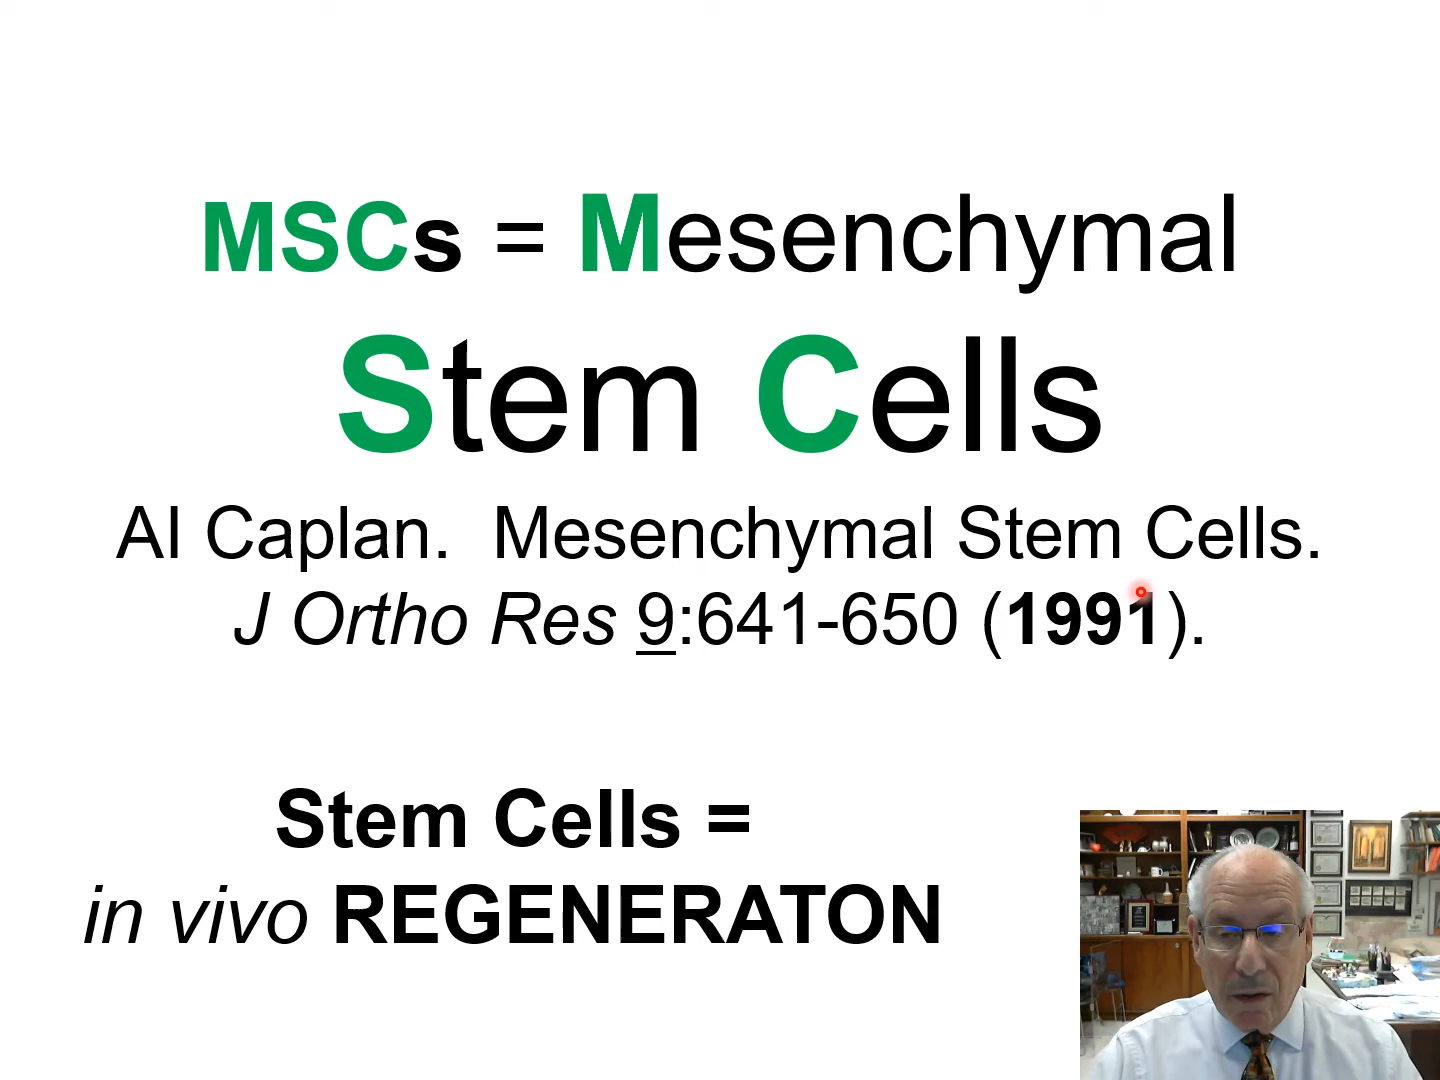 MSCs = Mesenchymal
Stem Cells
AI Caplan.  Mesenchymal Stem Cells.
J Ortho Res 9:641-650 (1991).
Stem Cells =
in vivo REGENERATON